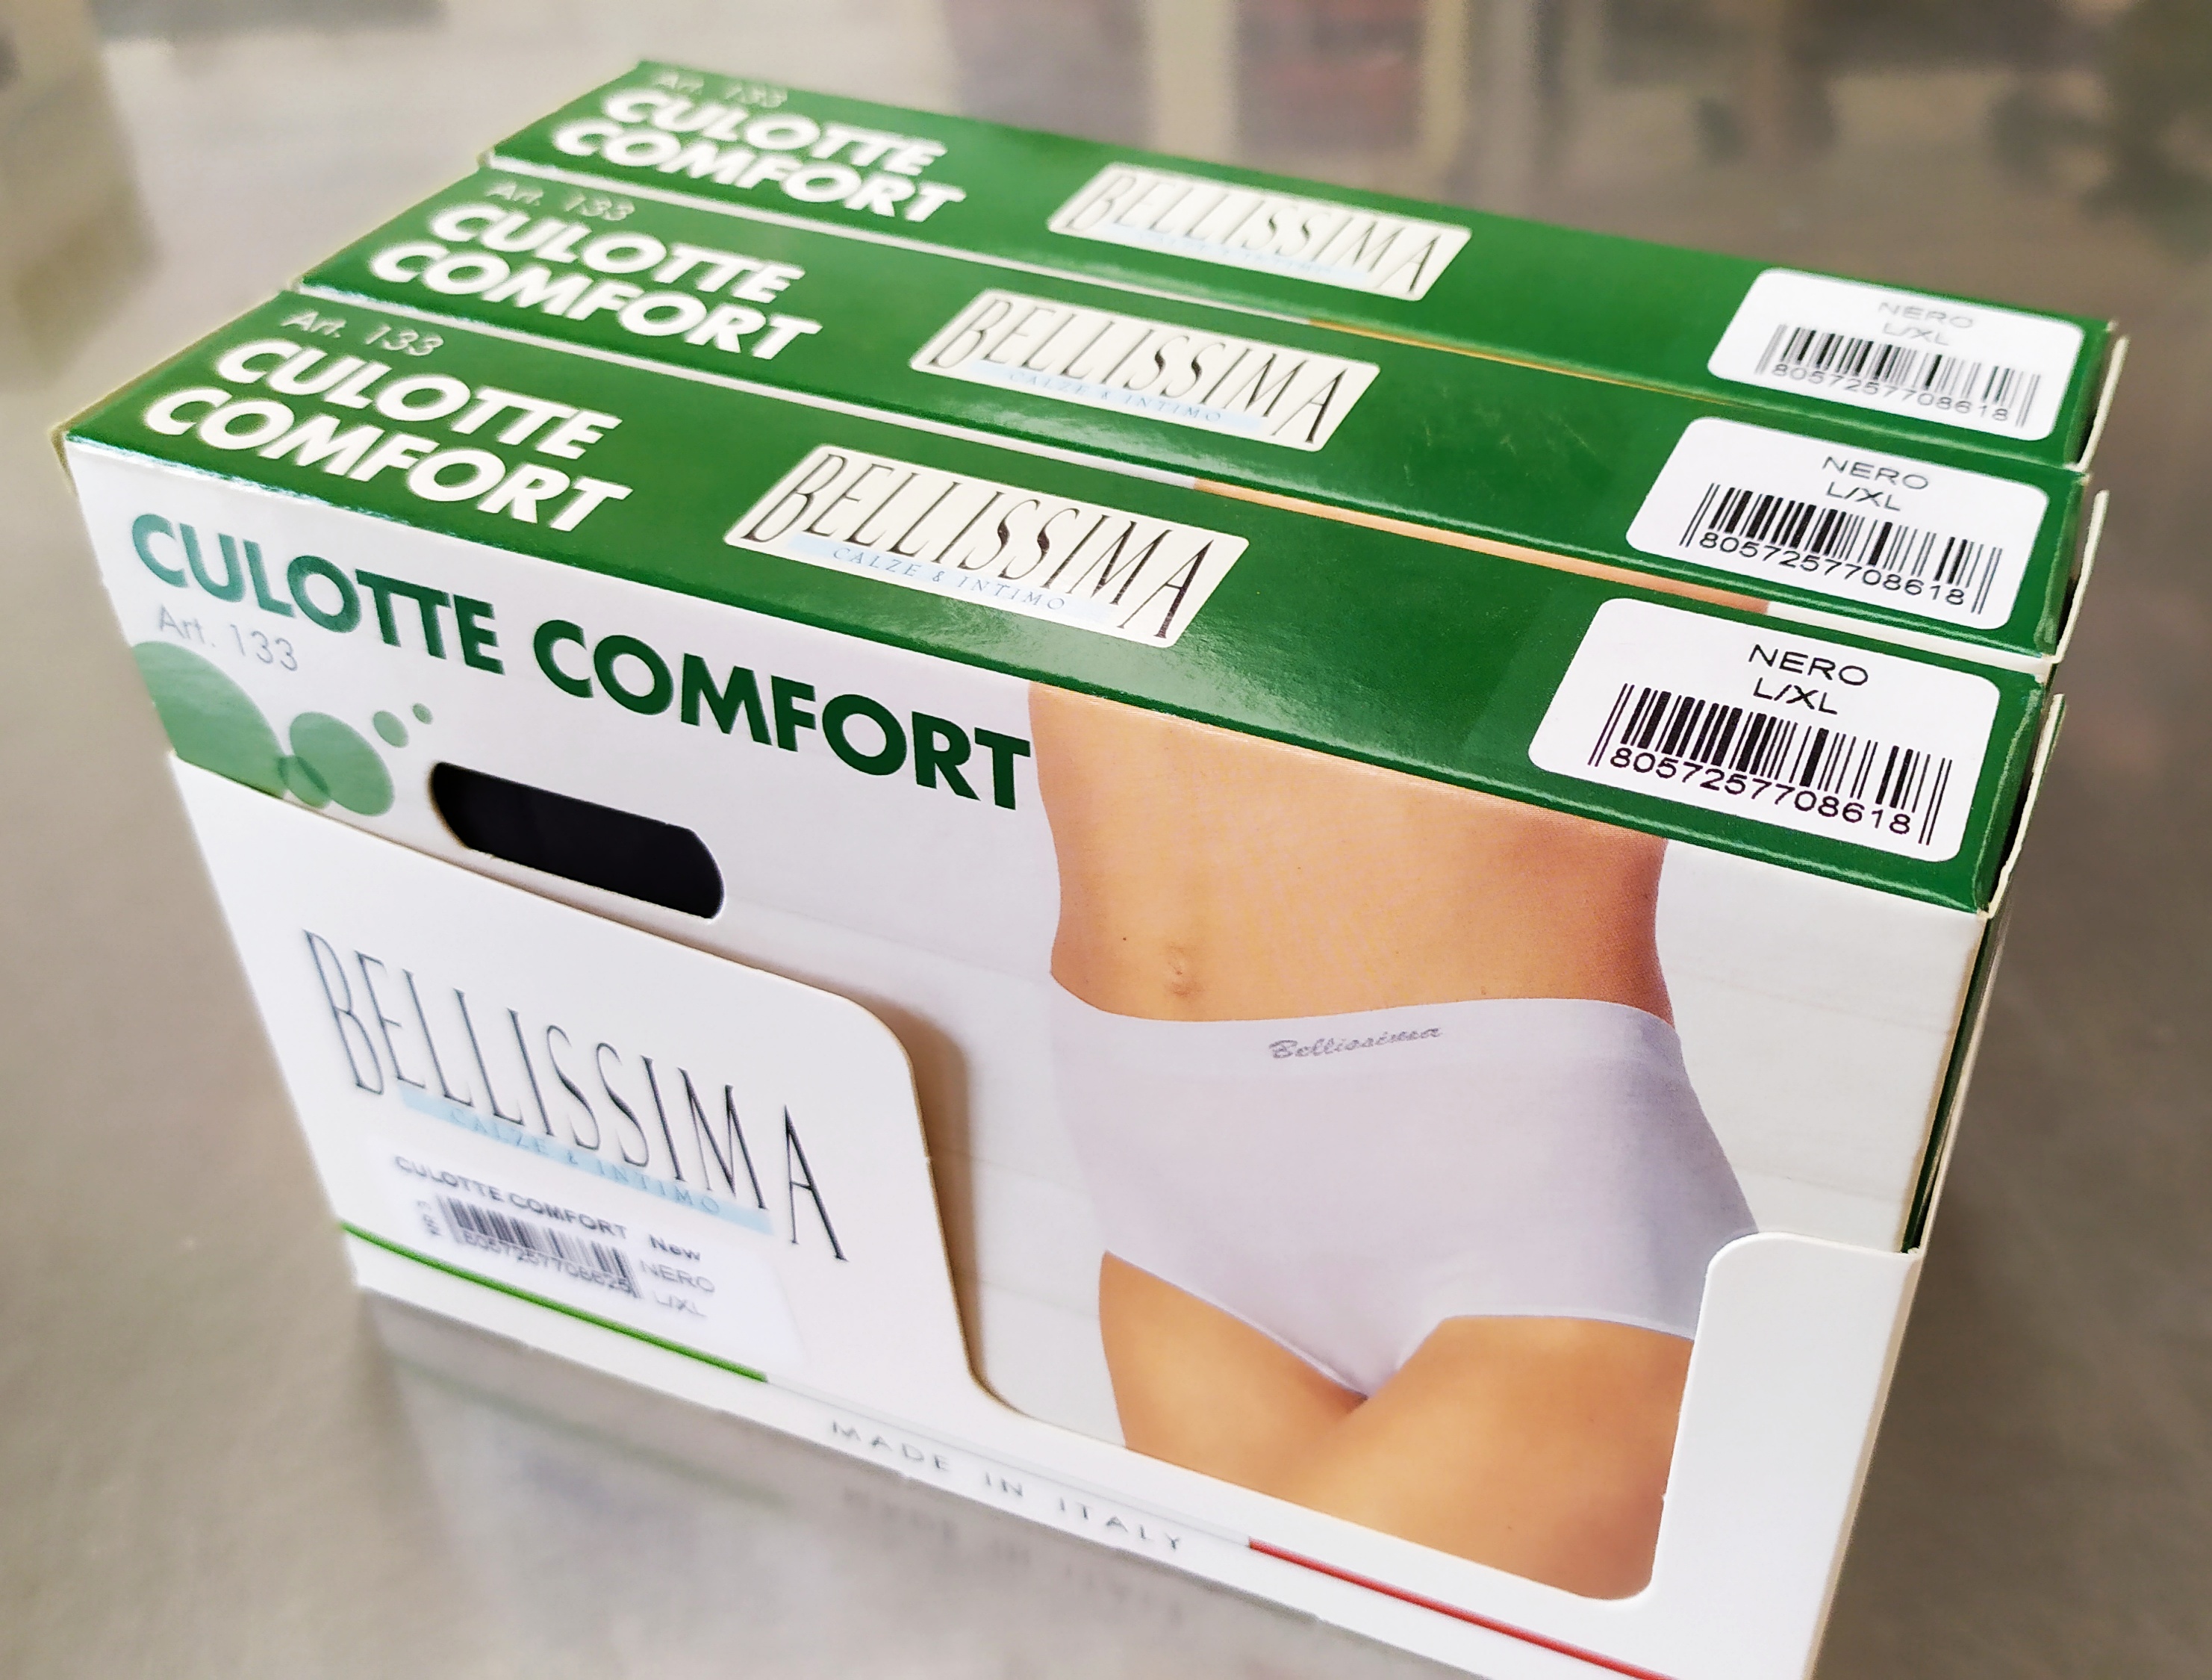 Art. 133
CULOTTE
COMFORT
BELLISSIMA
CALZE & INTIMO
NERO
L/XL
8057257708618
Art. 133
CULOTTE
COMFORT
BELLISSIMA
CALZE & INTIMO
NERO
L/XL
8057257708618
Art. 133
CULOTTE
COMFORT
BELLISSIMA
CALZE & INTIMO
NERO
L/XL
8057257708618
CULOTTE COMFORT
Art. 133
Bellissima
BELLISSIMA
CALZE & INTIMO
CULOTTE COMFORT New
NERO
L/XL
MADE IN ITALY